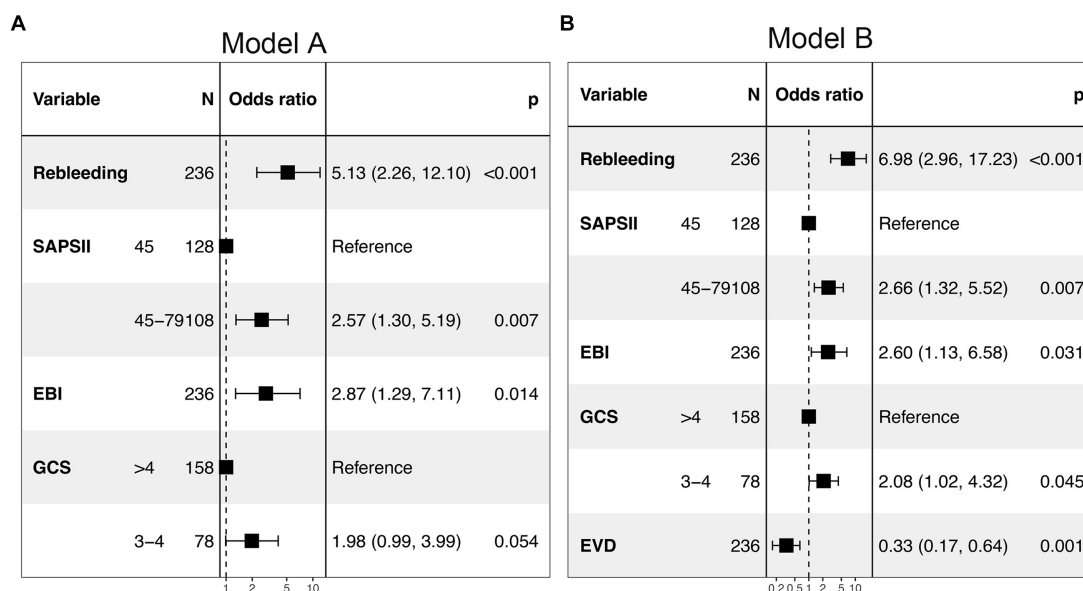 A
Model A
Variable N Odds ratio p
Rebleeding 236 5.13 (2.26, 12.10) <0.001
SAPSII 45 128 Reference
45–79108 2.57 (1.30, 5.19) 0.007
EBI 236 2.87 (1.29, 7.11) 0.014
GCS >4 158 Reference
3–4 78 1.98 (0.99, 3.99) 0.054
1 2 5 10
B
Model B
Variable N Odds ratio p
Rebleeding 236 6.98 (2.96, 17.23) <0.001
SAPSII 45 128 Reference
45–79108 2.66 (1.32, 5.52) 0.007
EBI 236 2.60 (1.13, 6.58) 0.031
GCS >4 158 Reference
3–4 78 2.08 (1.02, 4.32) 0.045
EVD 236 0.33 (0.17, 0.64) 0.001
0.2 0.5 1 2 5 10